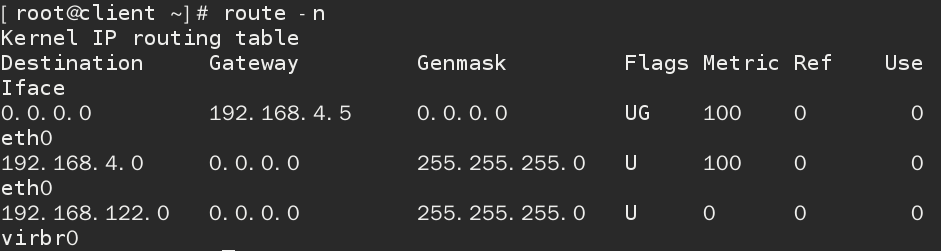 [root@client ~]# route -n
Kernel IP routing table
Destination     Gateway         Genmask         Flags Metric Ref    Use
Iface
0.0.0.0         192.168.4.5     0.0.0.0         UG    100    0        0
eth0
192.168.4.0     0.0.0.0         255.255.255.0   U     100    0        0
eth0
192.168.122.0   0.0.0.0         255.255.255.0   U     0      0        0
virbr0